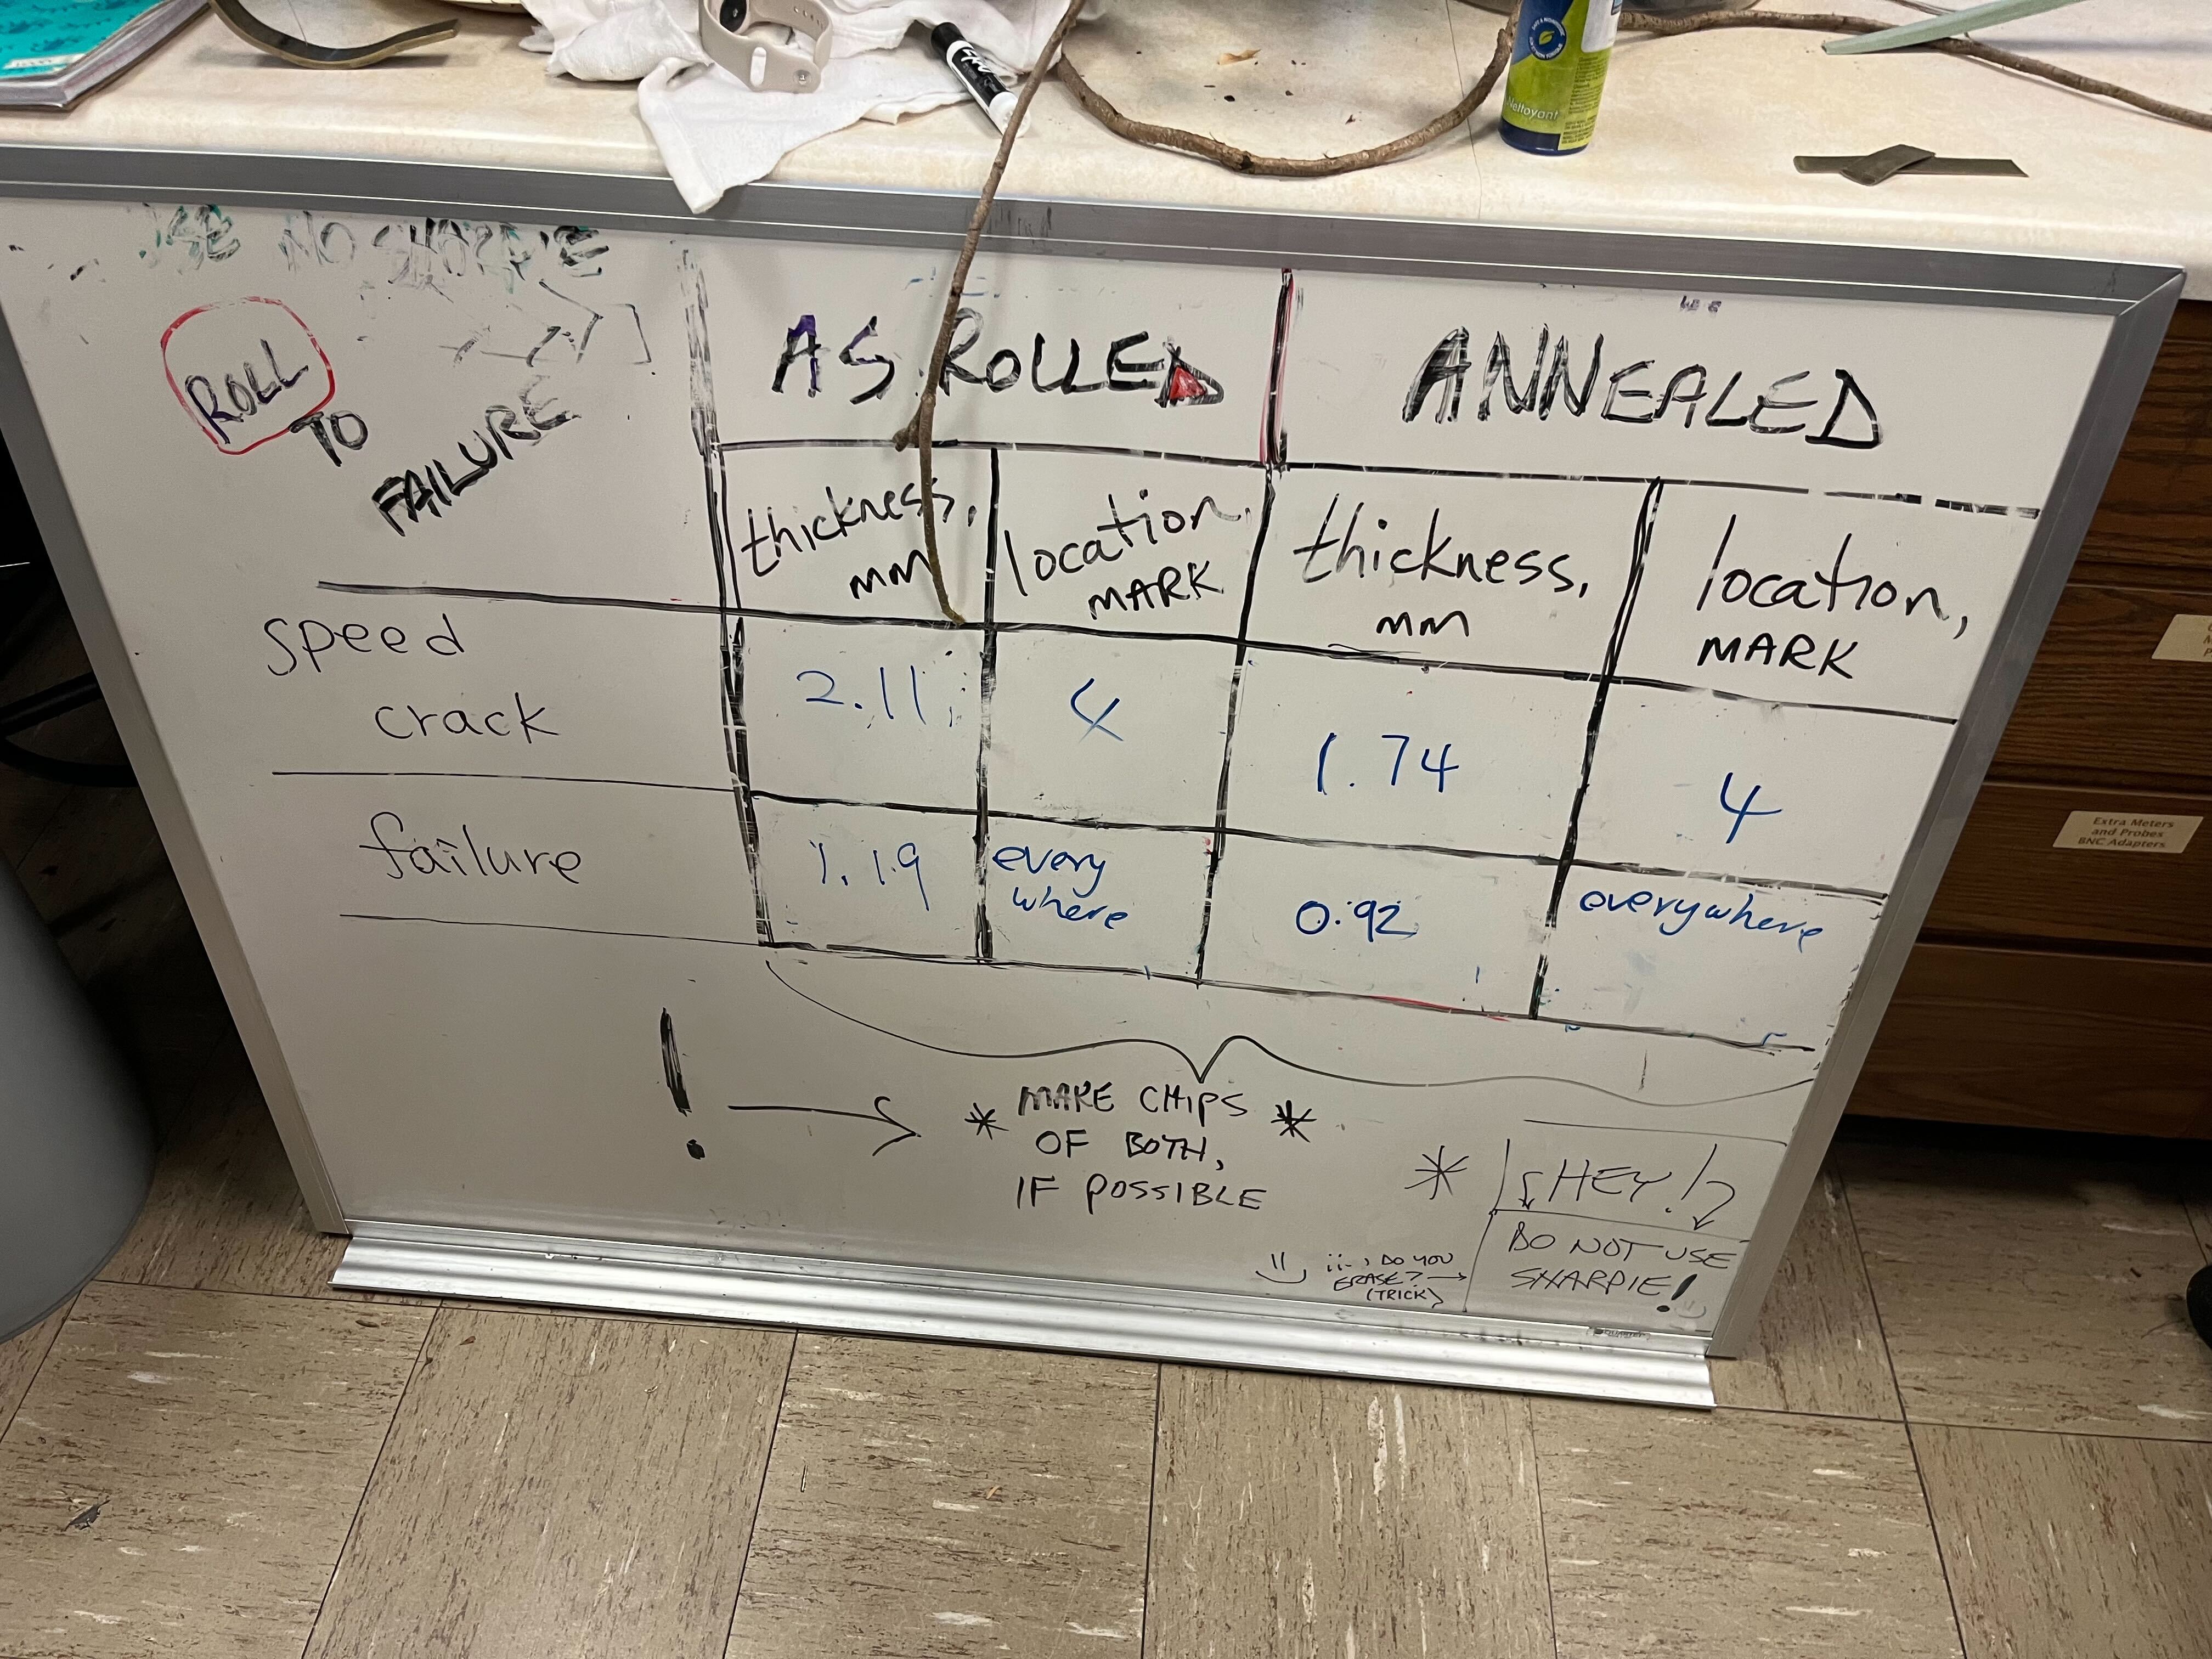 USE NO SHARPIE
ROLL
TO
FAILURE
AS ROLLED
ANNEALED
thickness,
mm
location,
MARK
thickness,
mm
location,
MARK
speed
crack
2.11
4
1.74
4
failure
1.19
every
where
0.92
everywhere
!
* MAKE CHIPS *
OF BOTH,
IF POSSIBLE
* HEY!
DO NOT USE
SHARPIE!
DO YOU
ERASE?
(TRICK)
Nettoyant
Extra Meters
and Probes
BNC Adapters